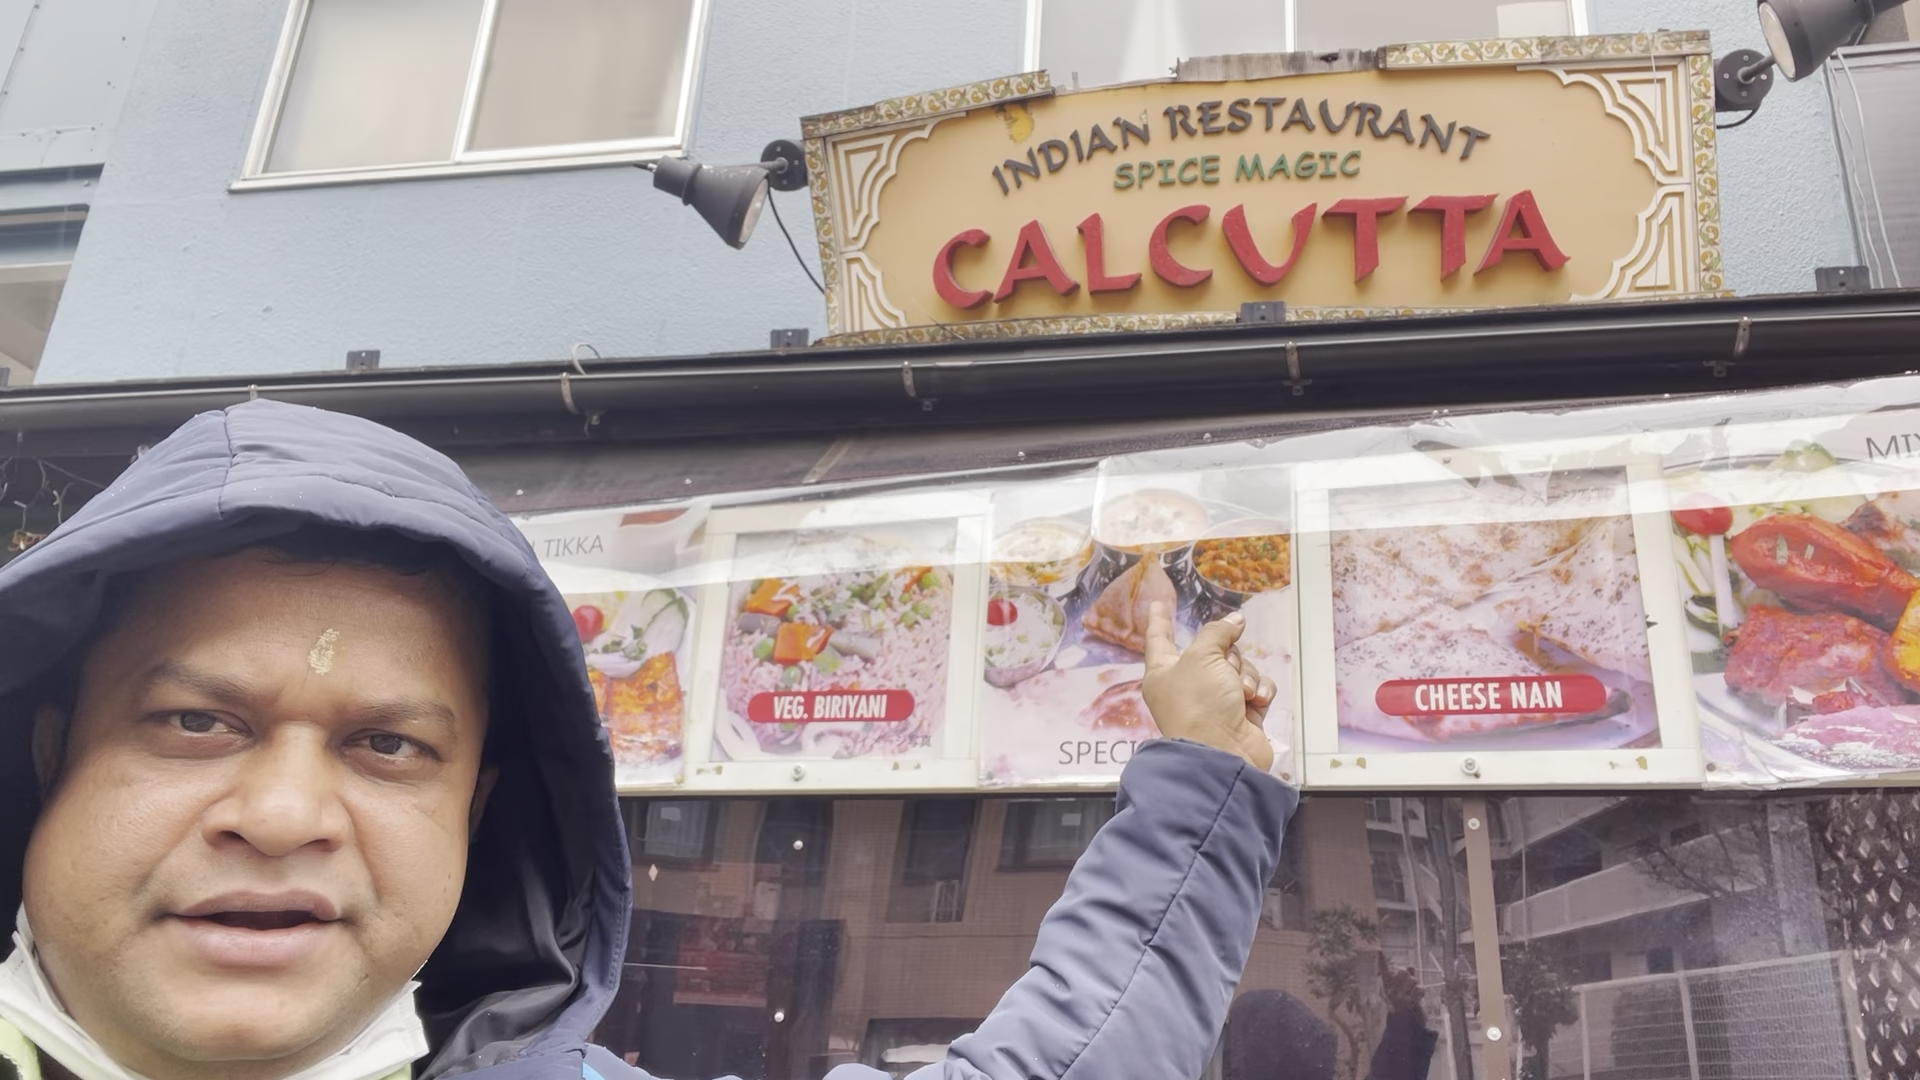 INDIAN RESTAURANT
SPICE MAGIC
CALCUTTA
TIKKA
VEG. BIRIYANI
CHEESE NAN